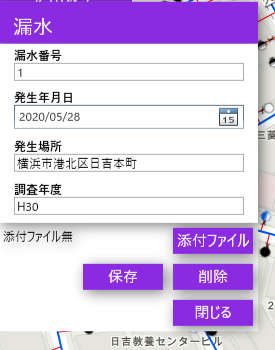 漏水
漏水番号
1
発生年月日
2020/05/28
15
発生場所
横浜市港北区日吉本町
調査年度
H30
添付ファイル無
添付ファイル
保存
削除
閉じる
三菱
2
日吉教養センタービル